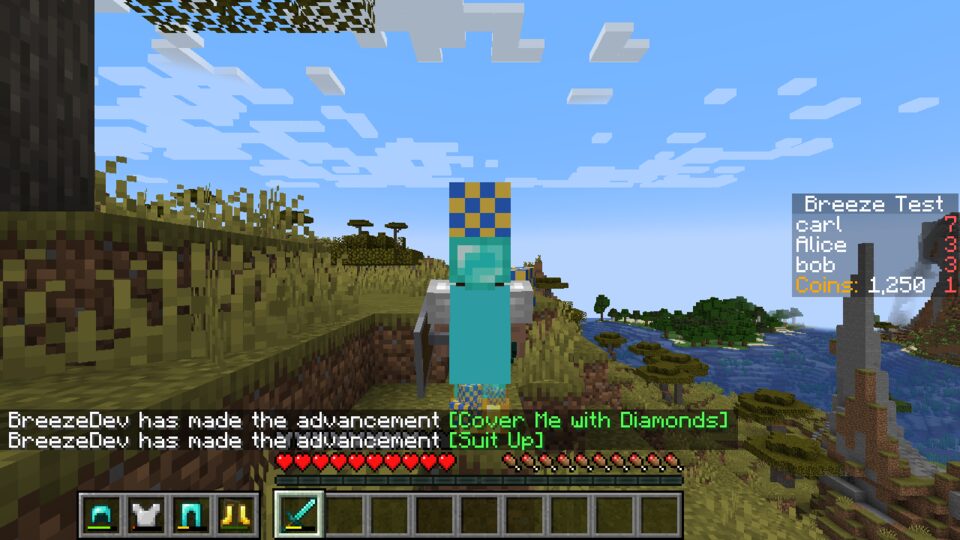 Breeze Test
carl 7
Alice 3
bob 3
Coins: 1,250 1
BreezeDev has made the advancement [Cover Me with Diamonds]
BreezeDev has made the advancement [Suit Up]